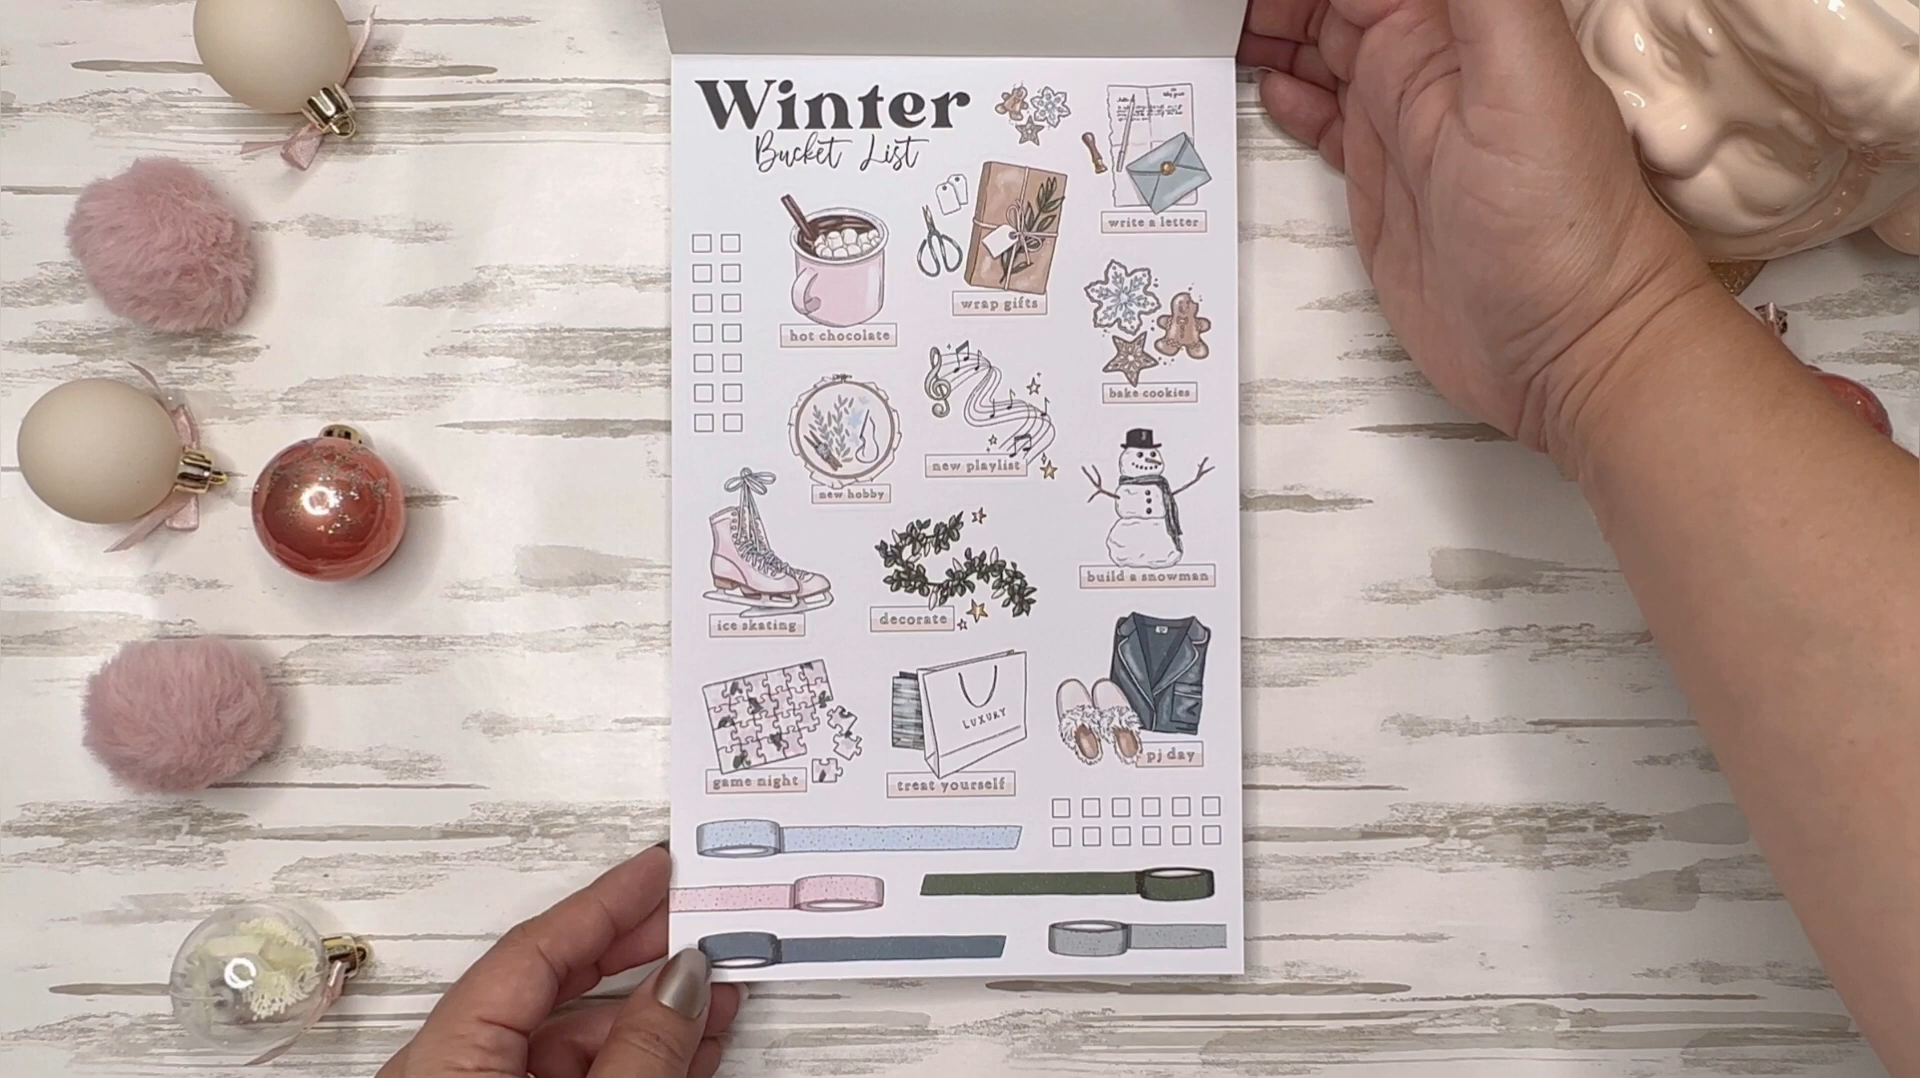 Winter
Bucket List
write a letter
wrap gifts
hot chocolate
bake cookies
new playlist
new hobby
build a snowman
decorate
ice skating
LUXURY
pj day
game night
treat yourself